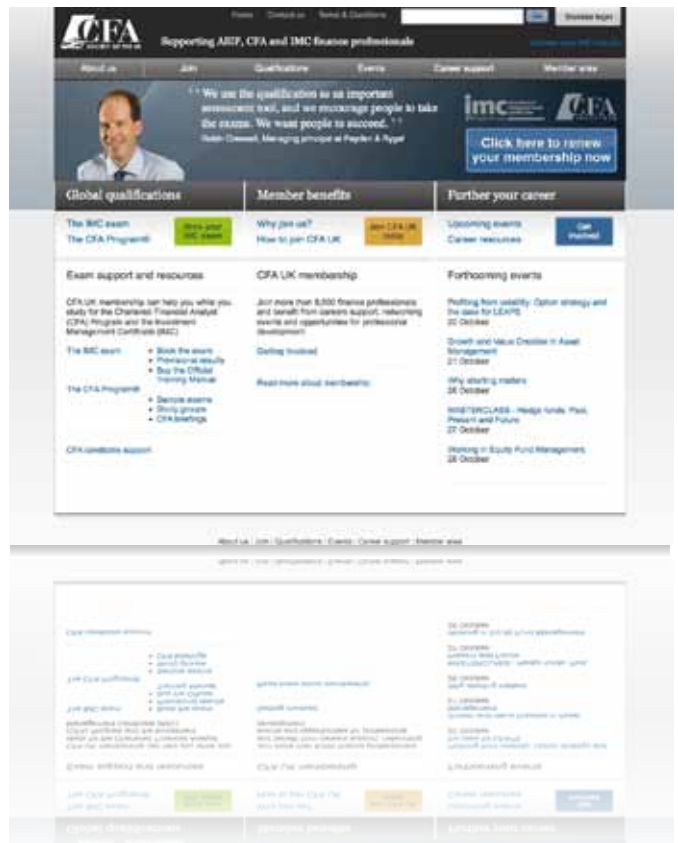 Home Contact us Terms & Conditions
Member login
CFA
Supporting ASIP, CFA and IMC finance professionals
About us Join Qualifications Events Career support Member area
" We use the qualification as an important
assessment tool, and we encourage people to take
the exams. We want people to succeed. "
Managing principal at Payden & Rygel
imc CFA
Click here to renew
your membership now
Global qualifications Member benefits Further your career
The IMC exam
The CFA Program®
Book your
IMC exam
Why join us?
How to join CFA UK
Join CFA UK
today
Upcoming events
Career resources
Get
involved
Exam support and resources
CFA UK membership can help you while you
study for the Chartered Financial Analyst
(CFA) Program and the Investment
Management Certificate (IMC)
The IMC exam
• Book the exam
• Provisional results
• Buy the Official
Training Manual
The CFA Program®
• Sample exams
• Study groups
• CFA briefings
CFA candidate support
CFA UK membership
Join more than 9,000 finance professionals
and benefit from careers support, networking
events and opportunities for professional
development
Getting involved
Read more about membership
Forthcoming events
Profiting from volatility: Option strategy and
the case for LEAPS
20 October
Growth and Value Creation in Asset
Management
21 October
Why starting matters
26 October
MASTERCLASS - Hedge funds: Past,
Present and Future
27 October
Working in Equity Fund Management
28 October
About us | Join | Qualifications | Events | Career support | Member area